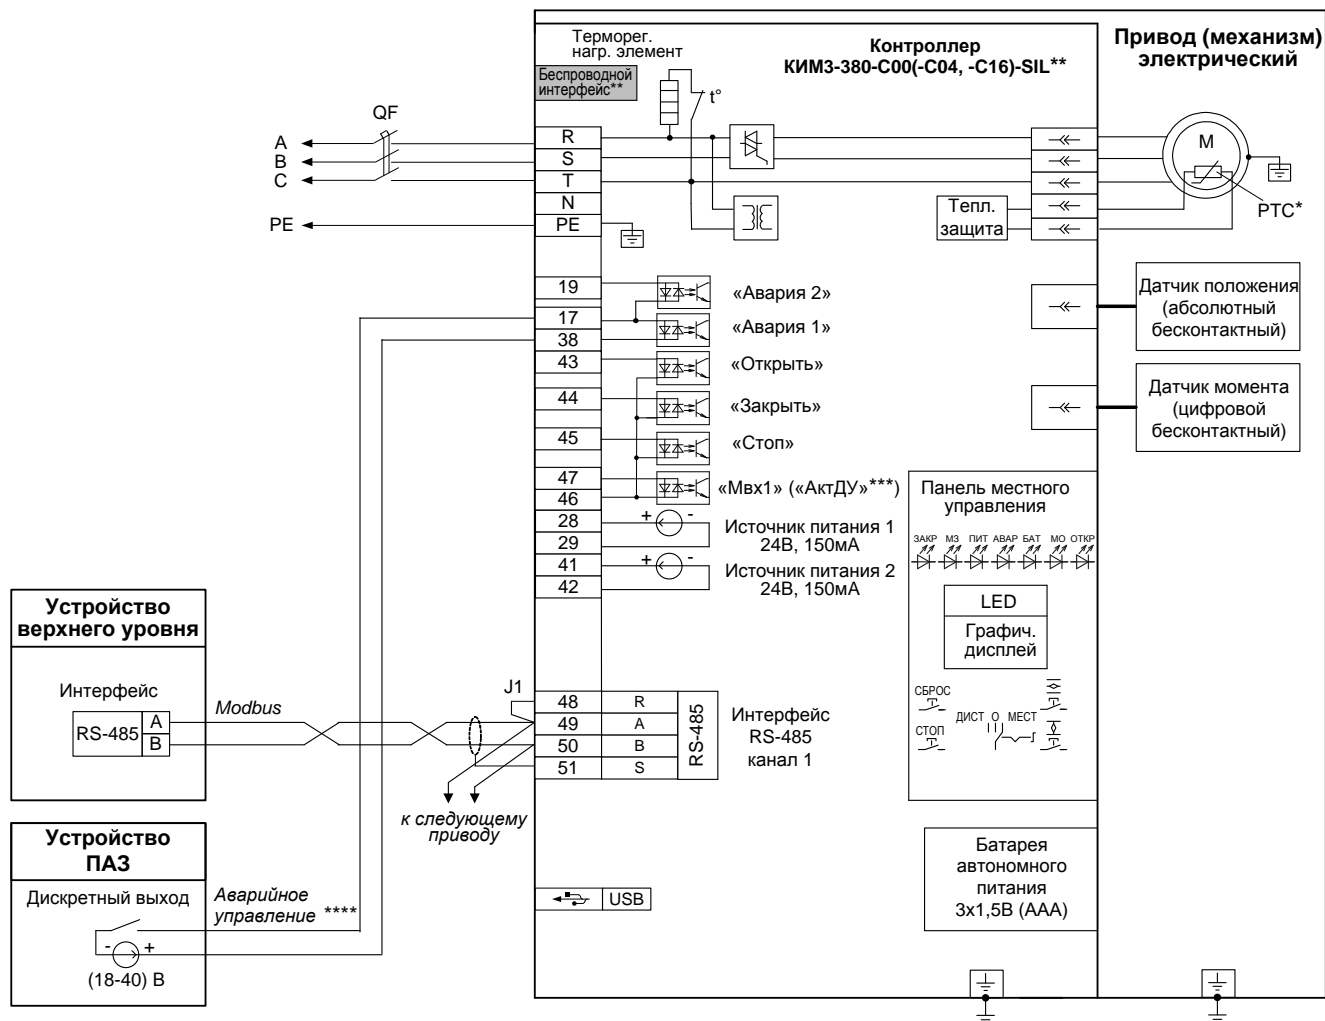 Терморег.
нагр. элемент
Контроллер
КИМ3-380-С00(-С04, -С16)-SIL**
Привод (механизм)
электрический
Беспроводной
интерфейс**
t°
QF
A
B
C
PE
R
S
T
N
PE
M
PTC*
Тепл.
защита
19
«Авария 2»
17
«Авария 1»
38
43
«Открыть»
44
«Закрыть»
45
«Стоп»
47
«Мвх1» («АктДУ»***)
46
28
+ -
Источник питания 1
24В, 150мА
29
41
+ -
Источник питания 2
24В, 150мА
42
Датчик положения
(абсолютный
бесконтактный)
Датчик момента
(цифровой
бесконтактный)
Панель местного
управления
ЗАКР МЗ ПИТ АВАР БАТ МО ОТКР
LED
Графич.
дисплей
СБРОС
СТОП
ДИСТ О МЕСТ
Устройство
верхнего уровня
Интерфейс
RS-485
A
B
Modbus
J1
48 R
49 A
50 B
51 S
RS-485
Интерфейс
RS-485
канал 1
к следующему
приводу
Устройство
ПАЗ
Дискретный выход
- +
(18-40) В
Аварийное
управление ****
USB
Батарея
автономного
питания
3х1,5В (ААА)